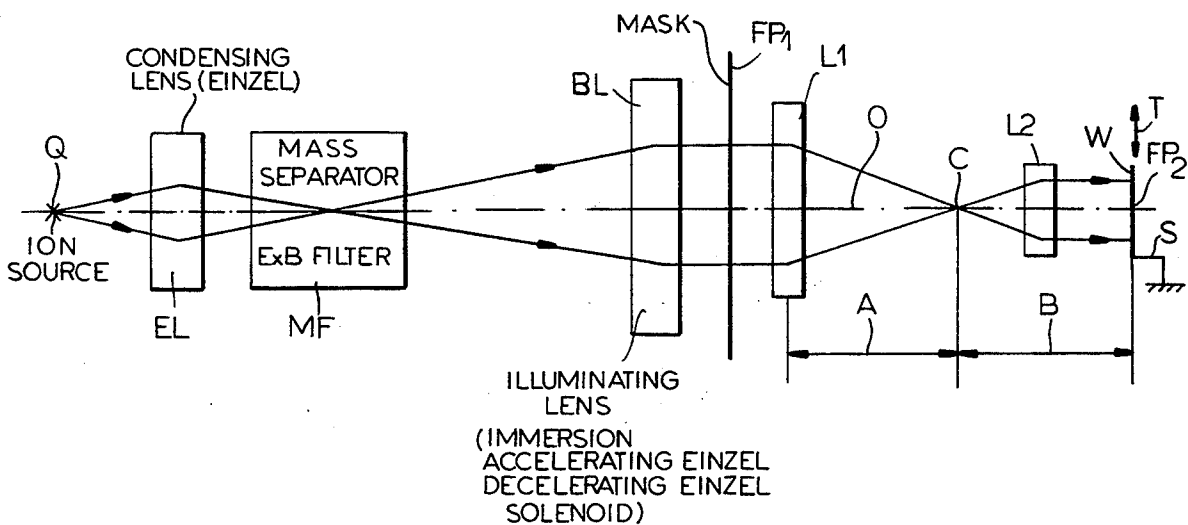 CONDENSING
LENS (EINZEL)
Q
ION
SOURCE
EL
MASS
SEPARATOR
ExB FILTER
MF
BL
MASK
FP1
L1
O
C
L2
W
T
FP2
S
A
B
ILLUMINATING
LENS
(IMMERSION
ACCELERATING EINZEL
DECELERATING EINZEL
SOLENOID)